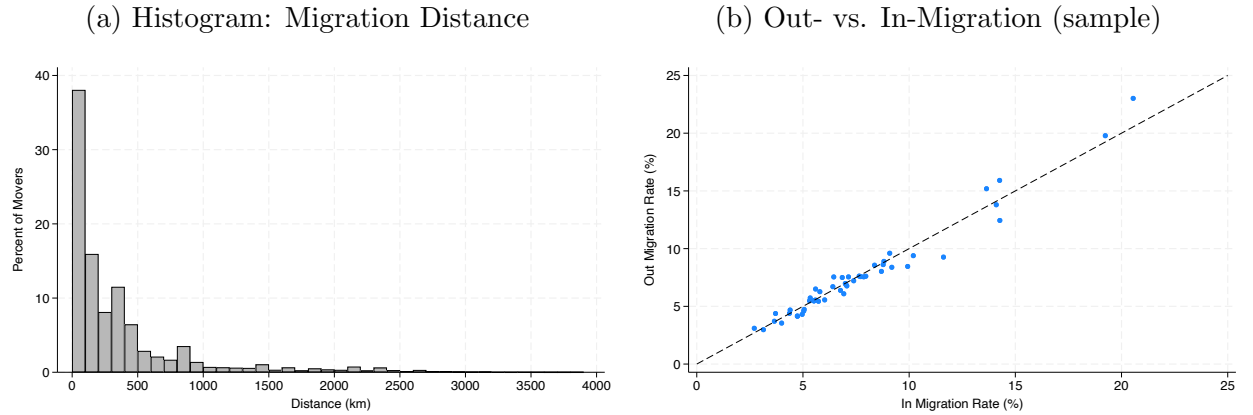 (a) Histogram: Migration Distance
40
30
20
10
0
Percent of Movers
0 500 1000 1500 2000 2500 3000 3500 4000
Distance (km)
(b) Out- vs. In-Migration (sample)
25
20
15
10
5
0
Out Migration Rate (%)
0 5 10 15 20 25
In Migration Rate (%)